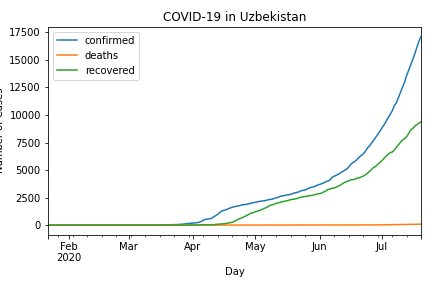 COVID-19 in Uzbekistan
17500
15000
12500
10000
7500
5000
2500
0
confirmed
deaths
recovered
Feb
2020
Mar
Apr
May
Jun
Jul
Day